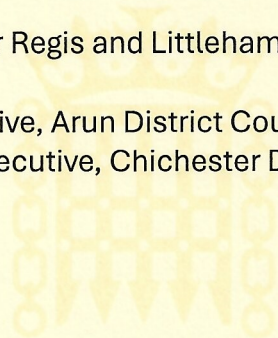 r Regis and Littleham
ive, Arun District Cou
ecutive, Chichester D